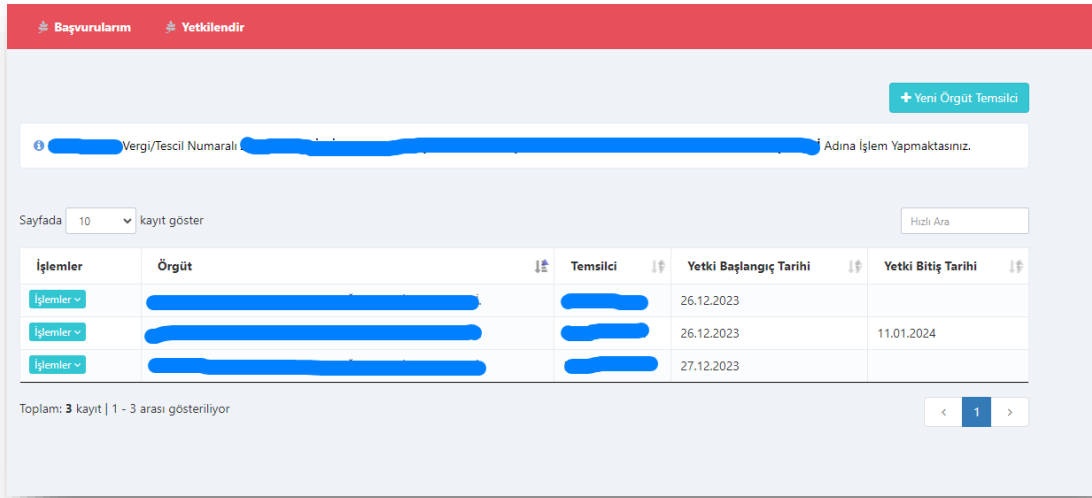 Başvurularım Yetkilendir
+ Yeni Örgüt Temsilci
Vergi/Tescil Numaralı Adına İşlem Yapmaktasınız.
Sayfada 10 kayıt göster Hızlı Ara
İşlemler Örgüt Temsilci Yetki Başlangıç Tarihi Yetki Bitiş Tarihi
İşlemler 26.12.2023
İşlemler 26.12.2023 11.01.2024
İşlemler 27.12.2023
Toplam: 3 kayıt | 1 - 3 arası gösteriliyor < 1 >